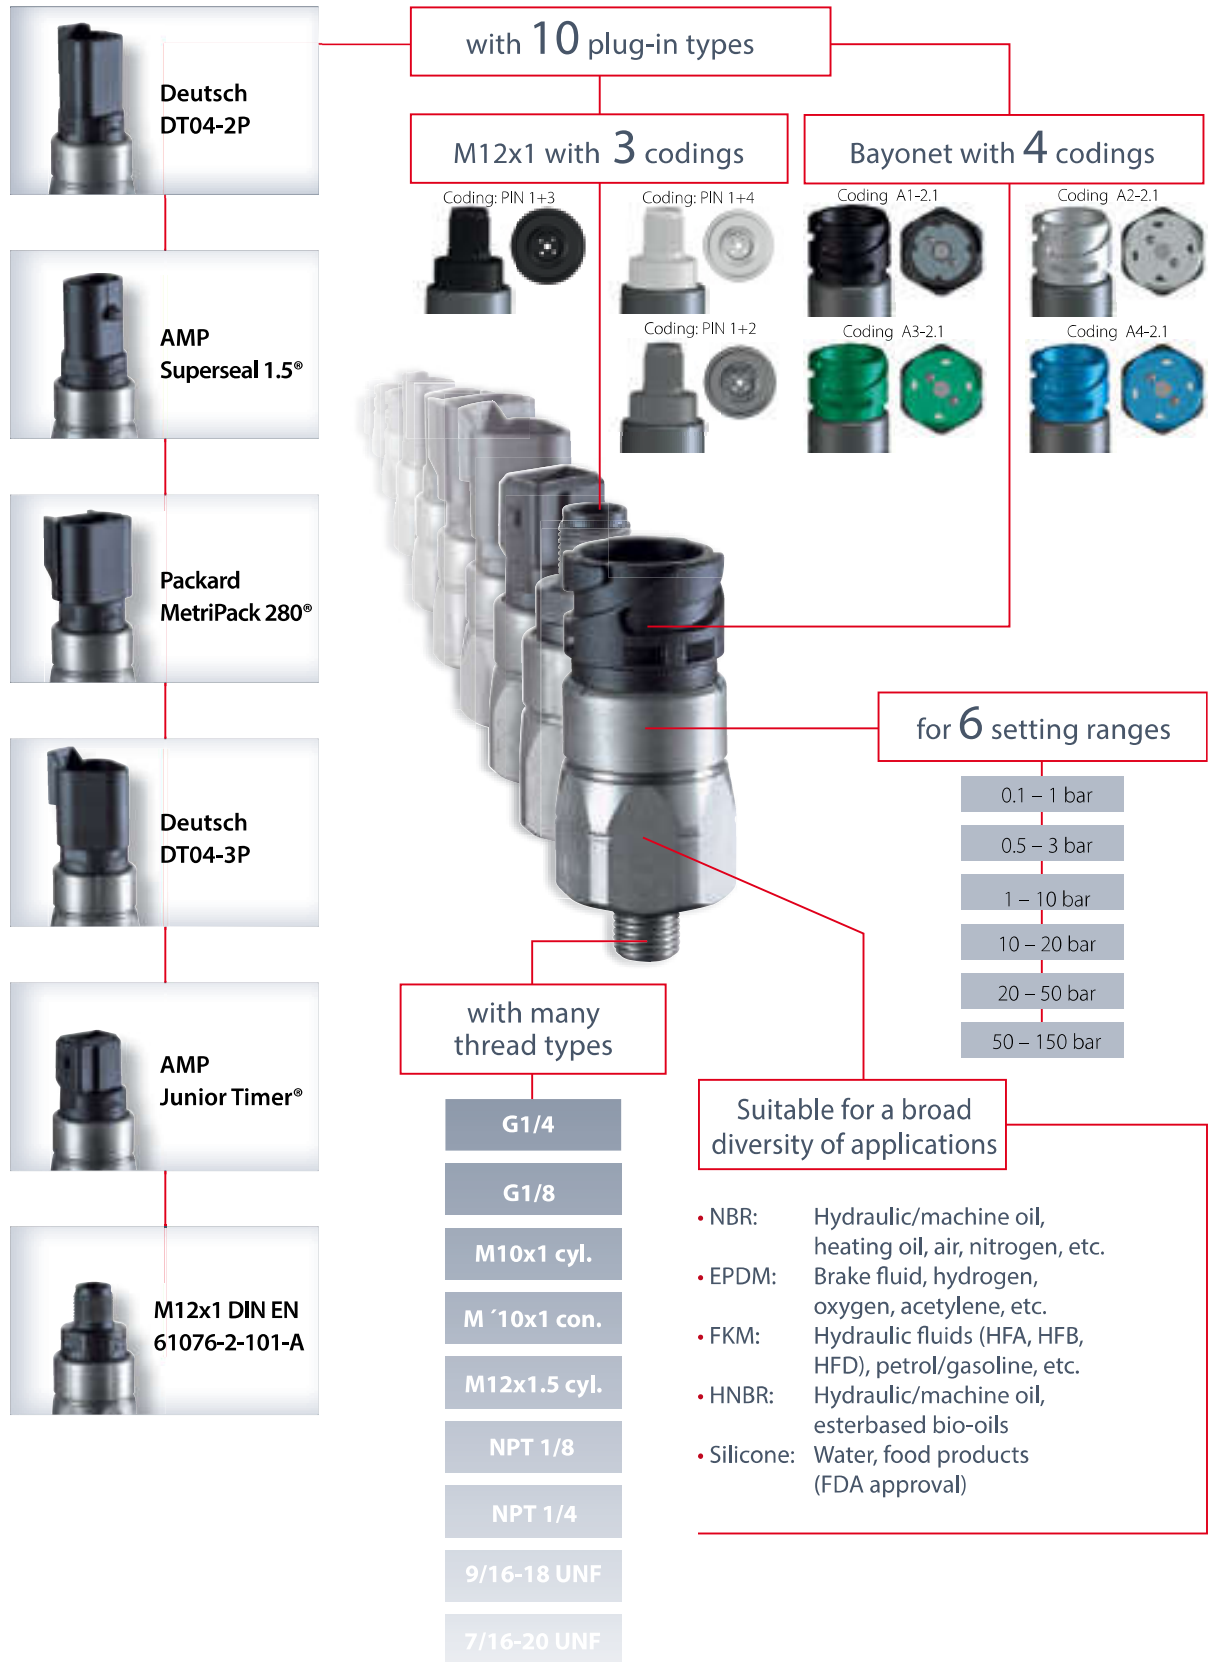 with 10 plug-in types
Deutsch
DT04-2P
AMP
Superseal 1.5®
Packard
MetriPack 280®
Deutsch
DT04-3P
AMP
Junior Timer®
M12x1 DIN EN
61076-2-101-A
M12x1 with 3 codings
Coding: PIN 1+3
Coding: PIN 1+4
Coding: PIN 1+2
Bayonet with 4 codings
Coding A1-2.1
Coding A2-2.1
Coding A3-2.1
Coding A4-2.1
for 6 setting ranges
0.1 – 1 bar
0.5 – 3 bar
1 – 10 bar
10 – 20 bar
20 – 50 bar
50 – 150 bar
with many
thread types
G1/4
G1/8
M10x1 cyl.
M ´10x1 con.
M12x1.5 cyl.
NPT 1/8
NPT 1/4
9/16-18 UNF
7/16-20 UNF
Suitable for a broad
diversity of applications
• NBR: Hydraulic/machine oil,
heating oil, air, nitrogen, etc.
• EPDM: Brake fluid, hydrogen,
oxygen, acetylene, etc.
• FKM: Hydraulic fluids (HFA, HFB,
HFD), petrol/gasoline, etc.
• HNBR: Hydraulic/machine oil,
esterbased bio-oils
• Silicone: Water, food products
(FDA approval)